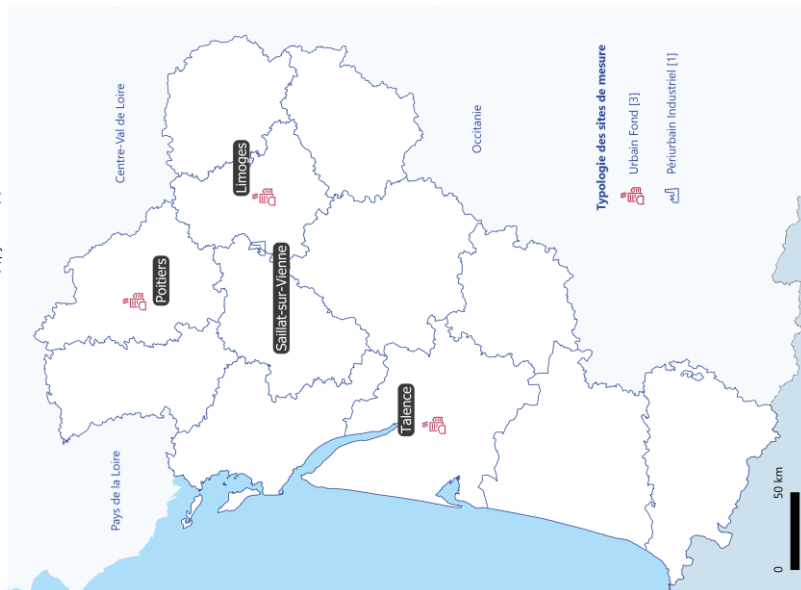 Centre-Val de Loire
Pays de la Loire
Poitiers
Limoges
Saillat-sur-Vienne
Talence
Occitanie
Typologie des sites de mesure
Urbain Fond [3]
Périurbain Industriel [1]
0
50 km